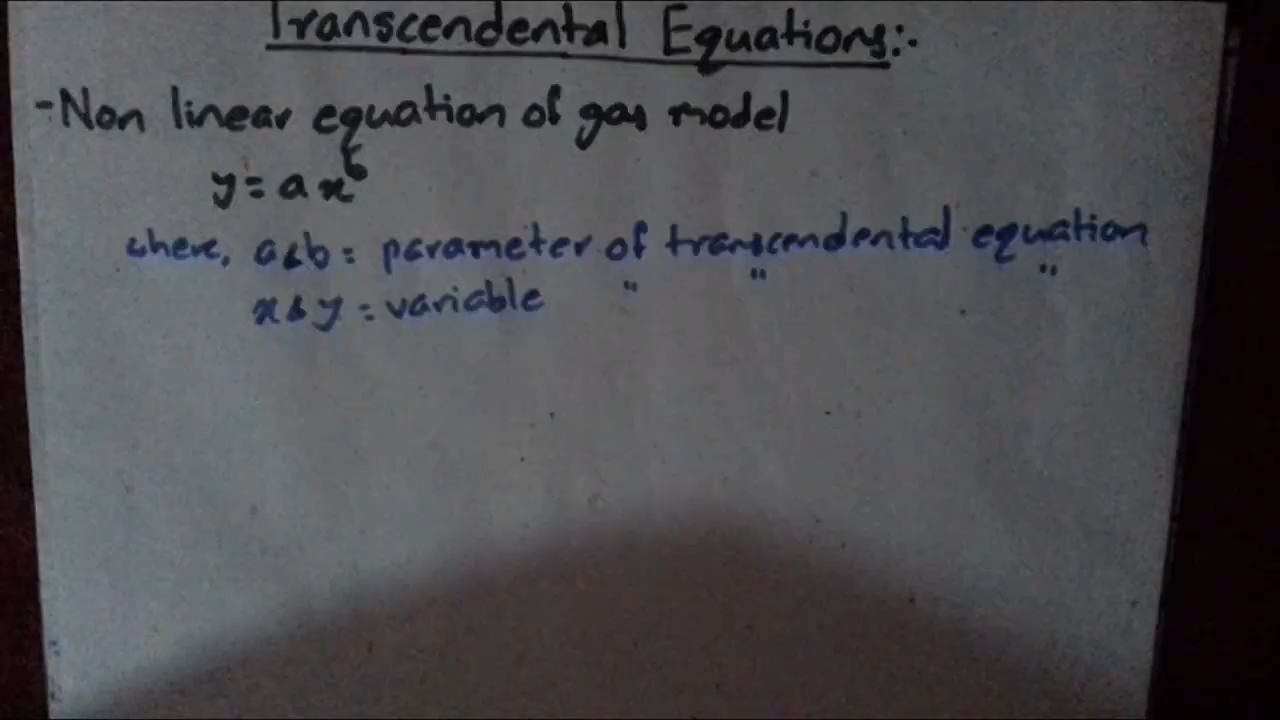 Transcendental Equations:-
-Non linear equation of gas model
y = a x^b
where, a & b = parameter of transcendental equation
x & y = variable " " "